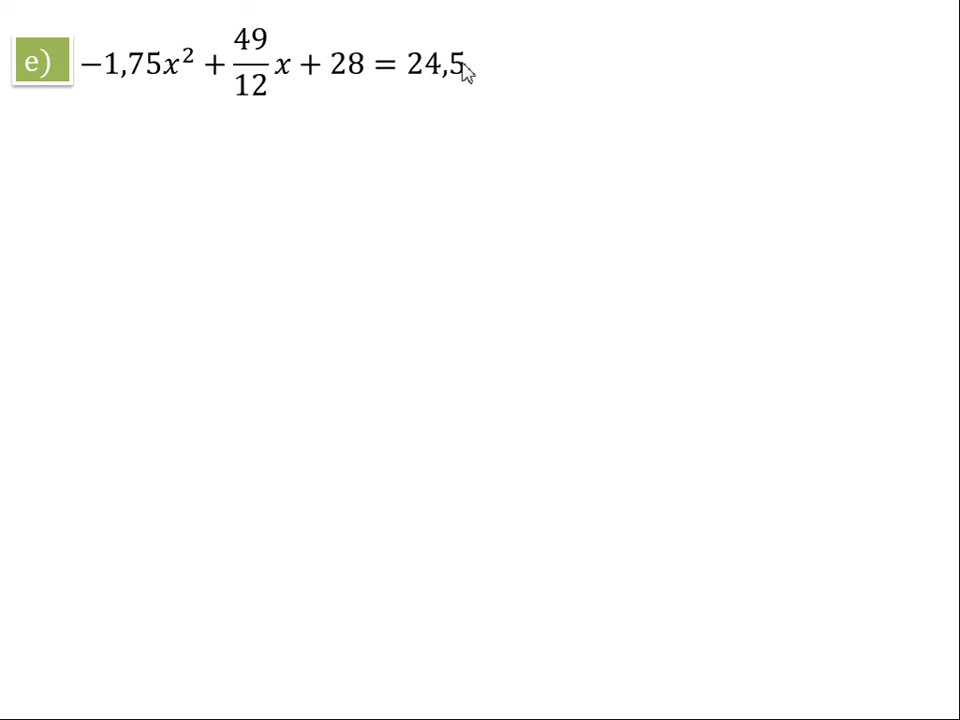 e) −1,75x² + 49/12 x + 28 = 24,5